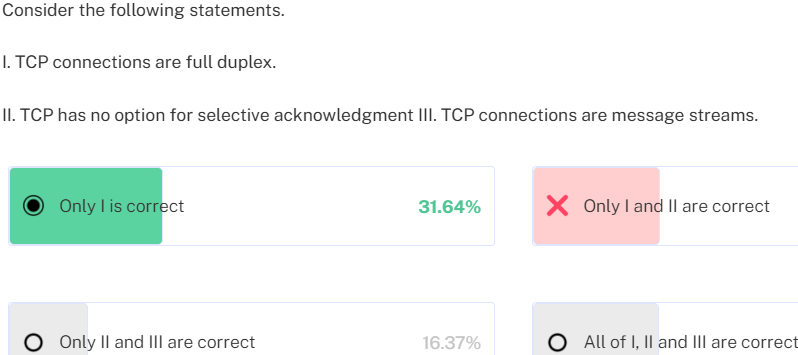 Consider the following statements.
I. TCP connections are full duplex.
II. TCP has no option for selective acknowledgment III. TCP connections are message streams.
Only I is correct 31.64% Only I and II are correct
Only II and III are correct 16.37% All of I, II and III are correct